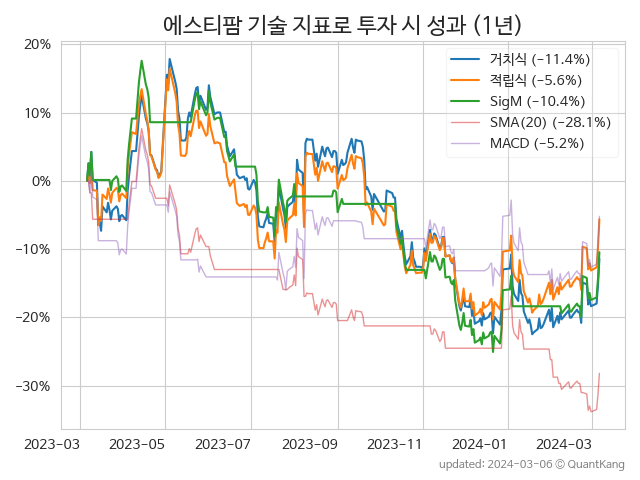 에스티팜 기술 지표로 투자 시 성과 (1년)
20%
10%
0%
−10%
−20%
−30%
거치식 (−11.4%)
적립식 (−5.6%)
SigM (−10.4%)
SMA(20) (−28.1%)
MACD (−5.2%)
2023−03
2023−05
2023−07
2023−09
2023−11
2024−01
2024−03
updated: 2024−03−06 ⓒ QuantKang